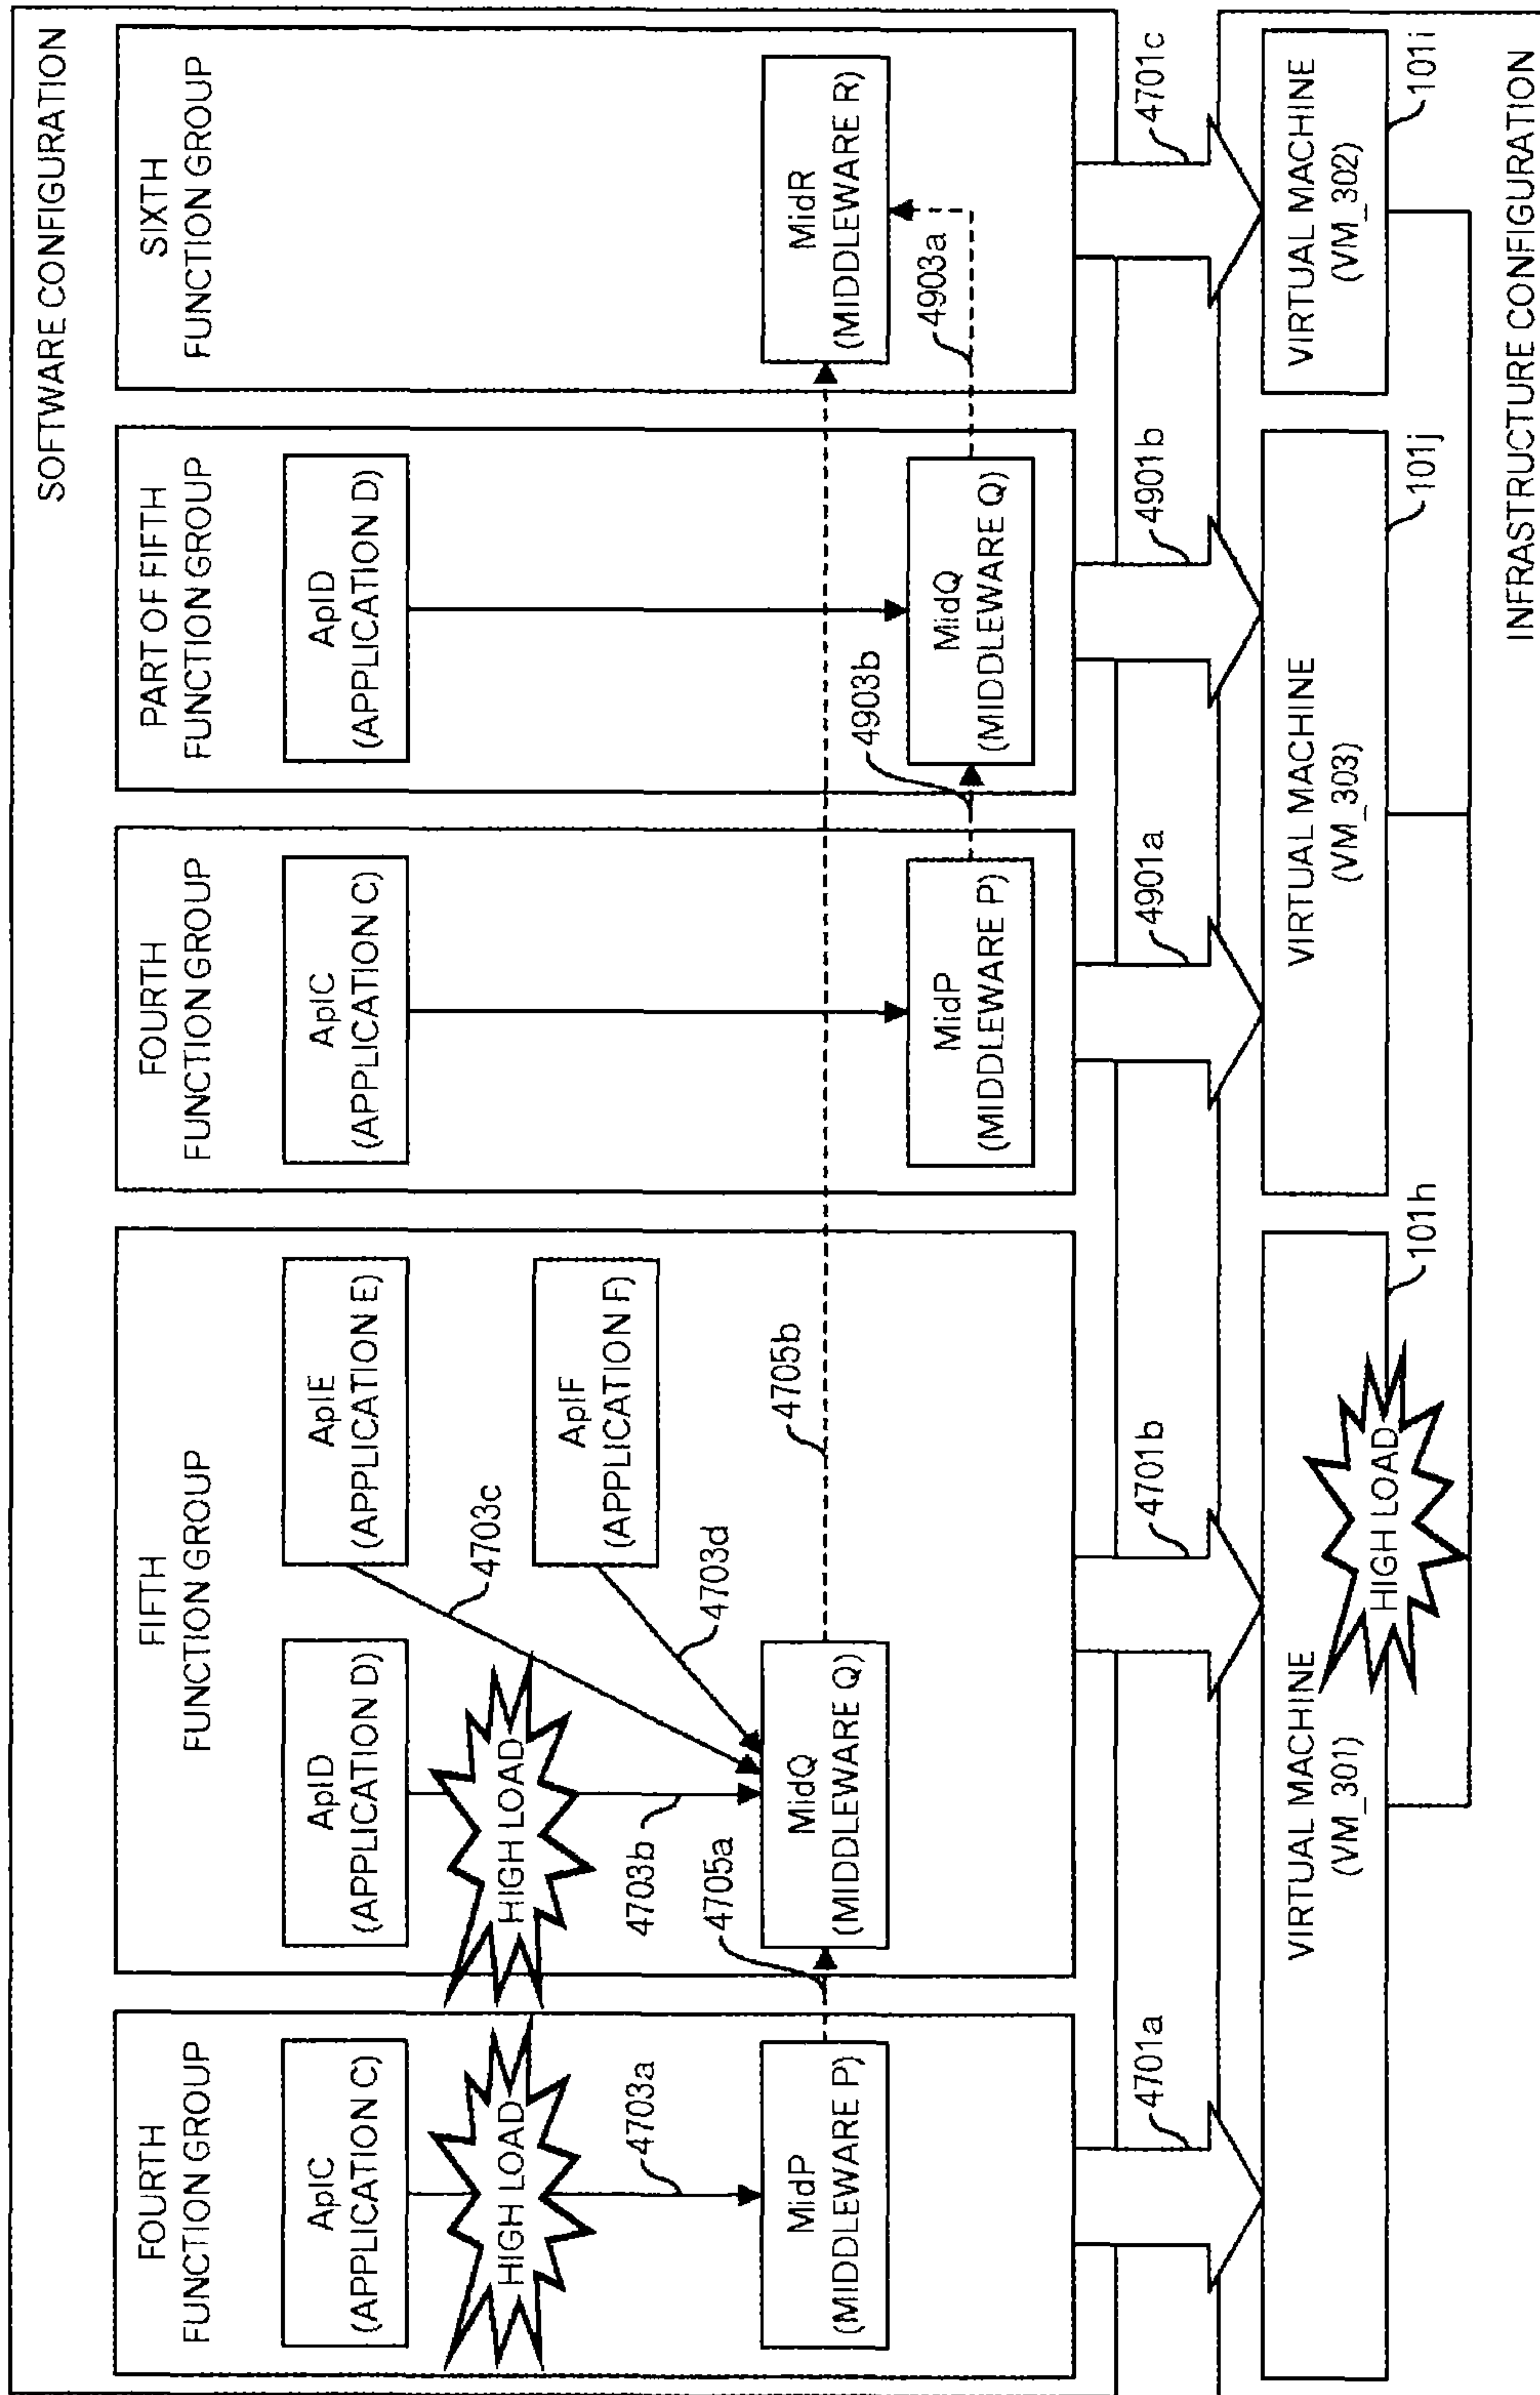 SOFTWARE CONFIGURATION
FOURTH
FUNCTION GROUP
ApIC
(APPLICATION C)
HIGH LOAD
4703a
MidP
(MIDDLEWARE P)
FIFTH
FUNCTION GROUP
ApID
(APPLICATION D)
HIGH LOAD
4703b
ApIE
(APPLICATION E)
4703c
ApIF
(APPLICATION F)
4703d
4705a
MidQ
(MIDDLEWARE Q)
4705b
FOURTH
FUNCTION GROUP
ApIC
(APPLICATION C)
MidP
(MIDDLEWARE P)
4903b
PART OF FIFTH
FUNCTION GROUP
ApID
(APPLICATION D)
MidQ
(MIDDLEWARE Q)
4903a
SIXTH
FUNCTION GROUP
MidR
(MIDDLEWARE R)
4701a
4701b
4901a
4901b
4701c
VIRTUAL MACHINE
(VM_301)
HIGH LOAD
101h
VIRTUAL MACHINE
(VM_303)
101j
VIRTUAL MACHINE
(VM_302)
101i
INFRASTRUCTURE CONFIGURATION